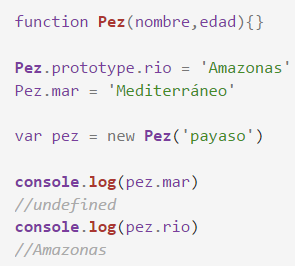 function Pez(nombre,edad){}
Pez.prototype.rio = 'Amazonas'
Pez.mar = 'Mediterráneo'
var pez = new Pez('payaso')
console.log(pez.mar)
//undefined
console.log(pez.rio)
//Amazonas